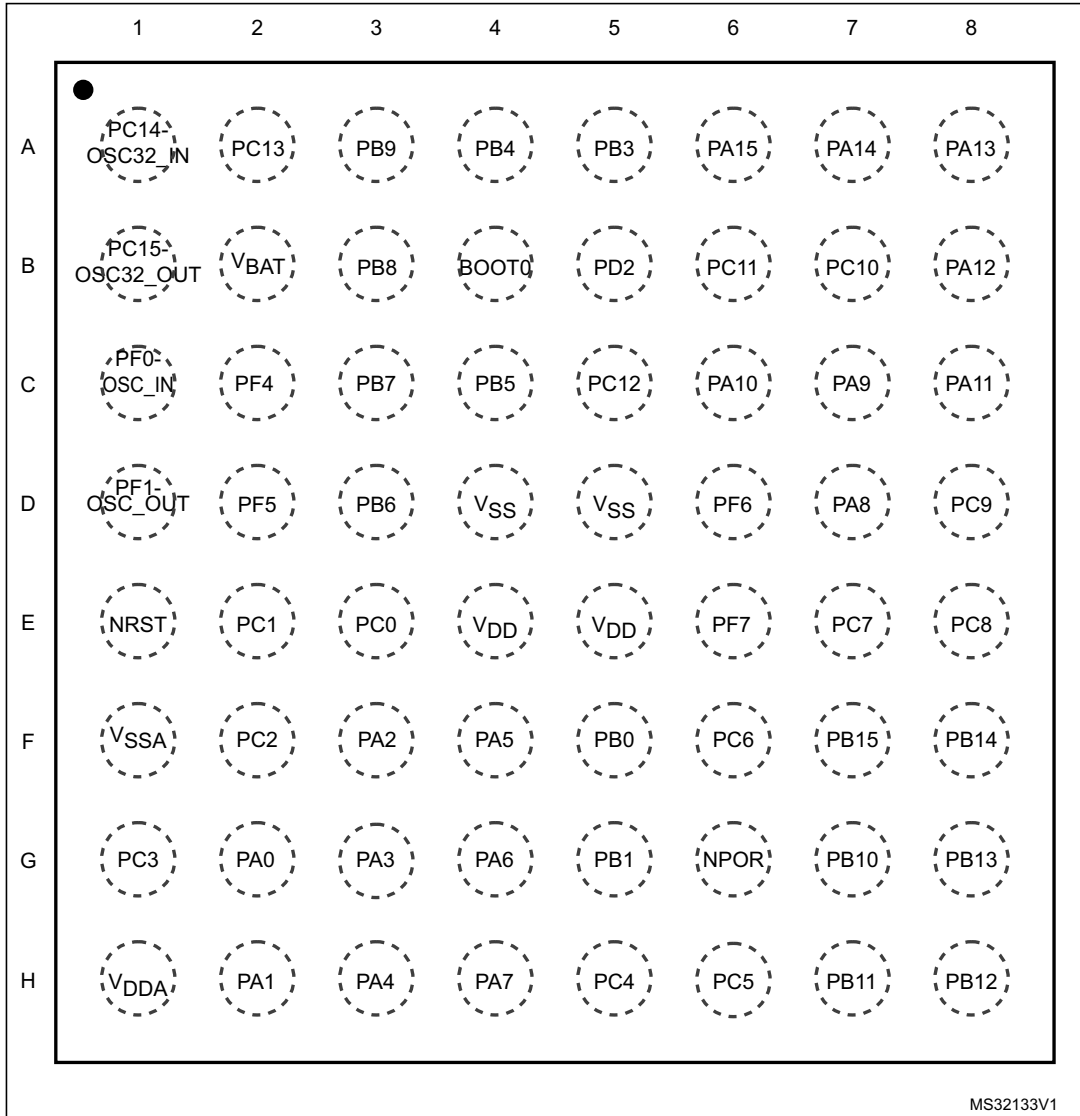 1 2 3 4 5 6 7 8
A PC14-OSC32_IN PC13 PB9 PB4 PB3 PA15 PA14 PA13
B PC15-OSC32_OUT VBAT PB8 BOOT0 PD2 PC11 PC10 PA12
C PF0-OSC_IN PF4 PB7 PB5 PC12 PA10 PA9 PA11
D PF1-OSC_OUT PF5 PB6 VSS VSS PF6 PA8 PC9
E NRST PC1 PC0 VDD VDD PF7 PC7 PC8
F VSSA PC2 PA2 PA5 PB0 PC6 PB15 PB14
G PC3 PA0 PA3 PA6 PB1 NPOR PB10 PB13
H VDDA PA1 PA4 PA7 PC4 PC5 PB11 PB12
MS32133V1